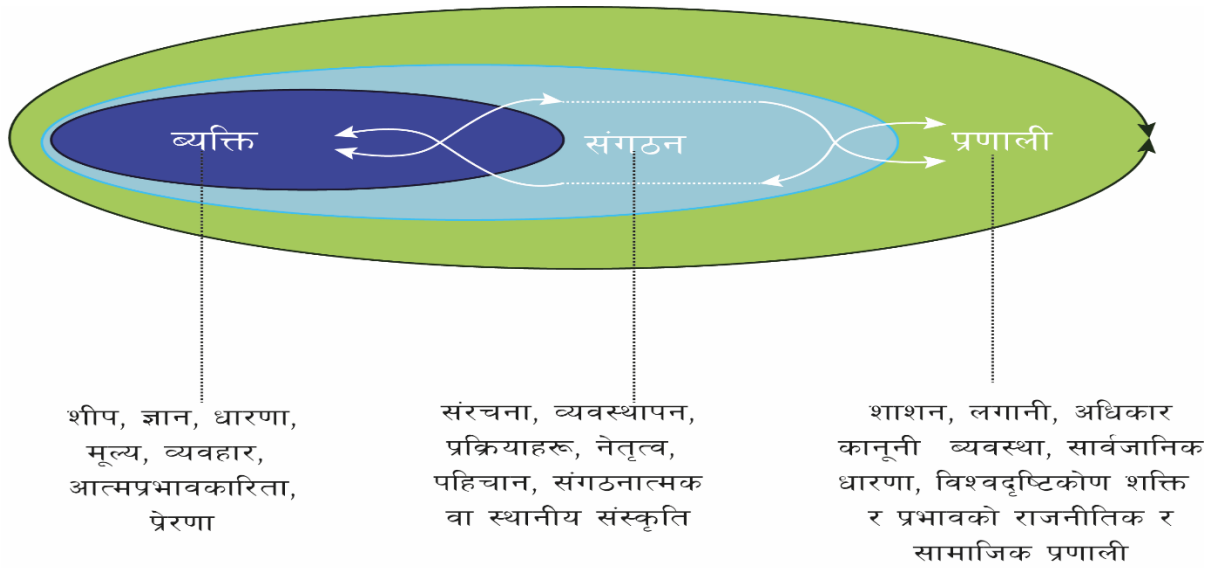 ब्यक्ति
संगठन
प्रणाली
शीप, ज्ञान, धारणा,
मूल्य, व्यवहार,
आत्मप्रभावकारिता,
प्रेरणा
संरचना, व्यवस्थापन,
प्रक्रियाहरू, नेतृत्व,
पहिचान, संगठनात्मक
वा स्थानीय संस्कृति
शाशन, लगानी, अधिकार
कानूनी ब्यवस्था, सार्वजानिक
धारणा, विश्वदृष्टिकोण शक्ति
र प्रभावको राजनीतिक र
सामाजिक प्रणाली